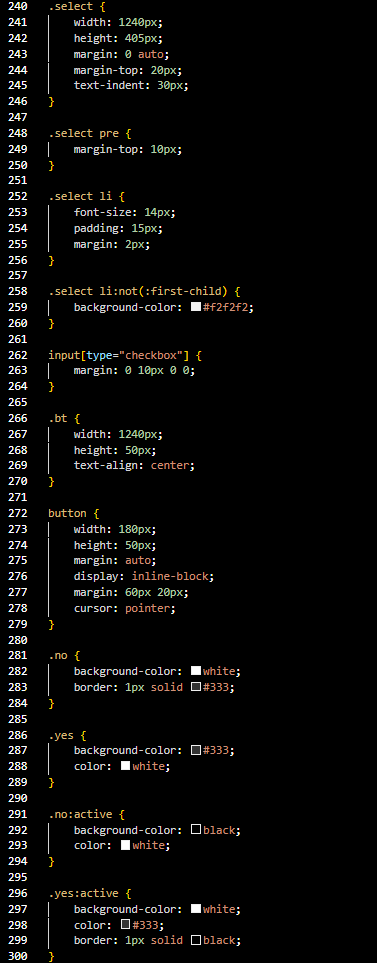 240 .select {
241     width: 1240px;
242     height: 405px;
243     margin: 0 auto;
244     margin-top: 20px;
245     text-indent: 30px;
246 }
247
248 .select pre {
249     margin-top: 10px;
250 }
251
252 .select li {
253     font-size: 14px;
254     padding: 15px;
255     margin: 2px;
256 }
257
258 .select li:not(:first-child) {
259     background-color: #f2f2f2;
260 }
261
262 input[type="checkbox"] {
263     margin: 0 10px 0 0;
264 }
265
266 .bt {
267     width: 1240px;
268     height: 50px;
269     text-align: center;
270 }
271
272 button {
273     width: 180px;
274     height: 50px;
275     margin: auto;
276     display: inline-block;
277     margin: 60px 20px;
278     cursor: pointer;
279 }
280
281 .no {
282     background-color: white;
283     border: 1px solid #333;
284 }
285
286 .yes {
287     background-color: #333;
288     color: white;
289 }
290
291 .no:active {
292     background-color: black;
293     color: white;
294 }
295
296 .yes:active {
297     background-color: white;
298     color: #333;
299     border: 1px solid black;
300 }